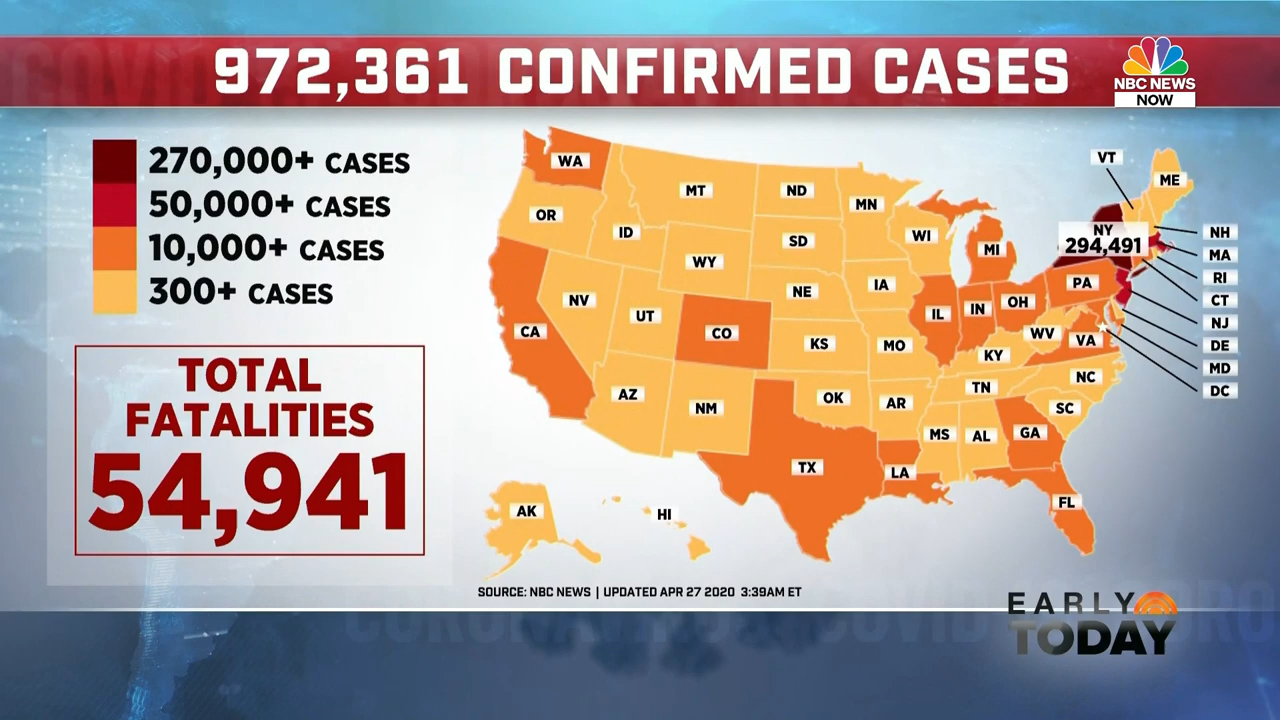 972,361 CONFIRMED CASES
NBC NEWS
NOW
270,000+ CASES
50,000+ CASES
10,000+ CASES
300+ CASES
TOTAL
FATALITIES
54,941
WA
OR
CA
ID
NV
MT
WY
UT
AZ
CO
NM
ND
SD
NE
KS
OK
TX
MN
IA
MO
AR
LA
WI
IL
MS
MI
IN
KY
TN
AL
OH
GA
FL
WV
VA
NC
SC
PA
NY
294,491
VT
ME
NH
MA
RI
CT
NJ
DE
MD
DC
AK
HI
SOURCE: NBC NEWS | UPDATED APR 27 2020 3:39AM ET
EARLY
TODAY